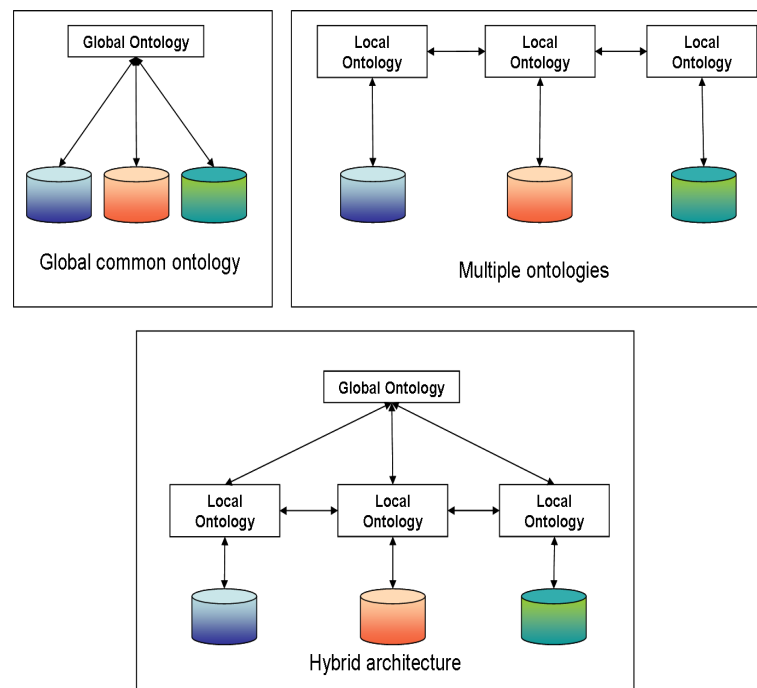 Global Ontology
Global common ontology
Local
Ontology
Local
Ontology
Local
Ontology
Multiple ontologies
Global Ontology
Local
Ontology
Local
Ontology
Local
Ontology
Hybrid architecture